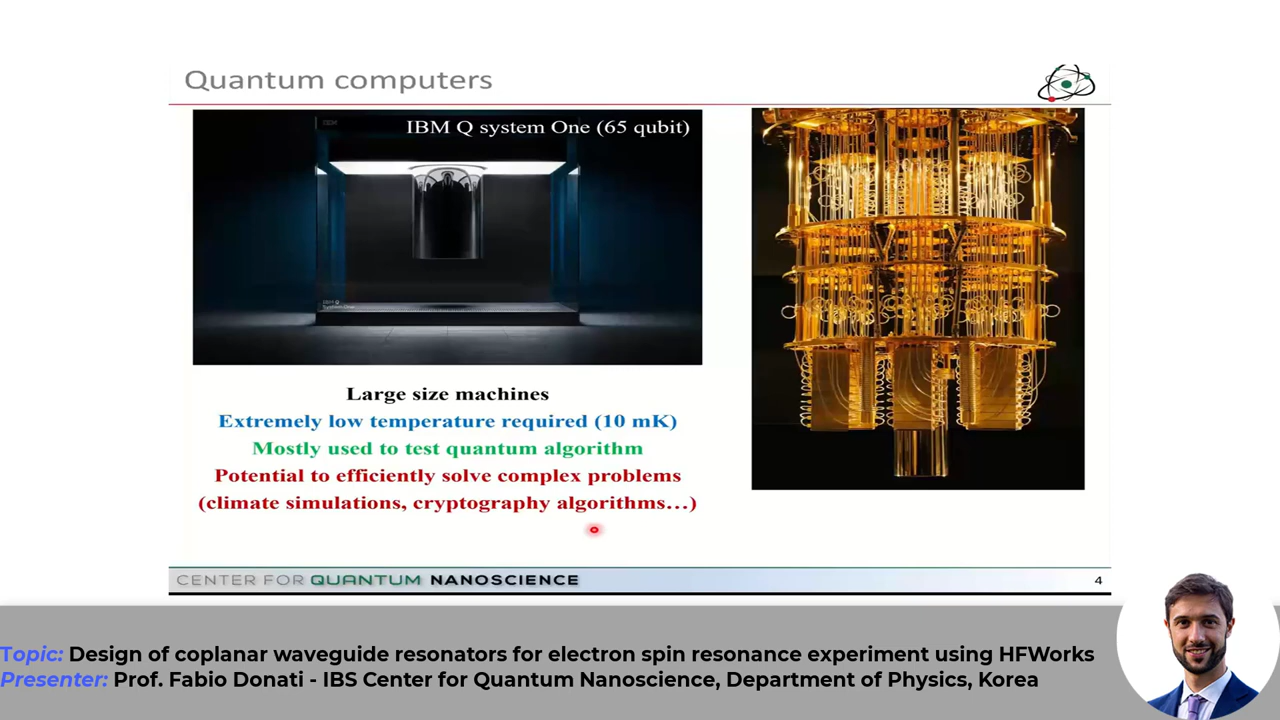 Quantum computers
IBM Q system One (65 qubit)
Large size machines
Extremely low temperature required (10 mK)
Mostly used to test quantum algorithm
Potential to efficiently solve complex problems
(climate simulations, cryptography algorithms…)
CENTER FOR QUANTUM NANOSCIENCE
4
Topic: Design of coplanar waveguide resonators for electron spin resonance experiment using HFWorks
Presenter: Prof. Fabio Donati - IBS Center for Quantum Nanoscience, Department of Physics, Korea